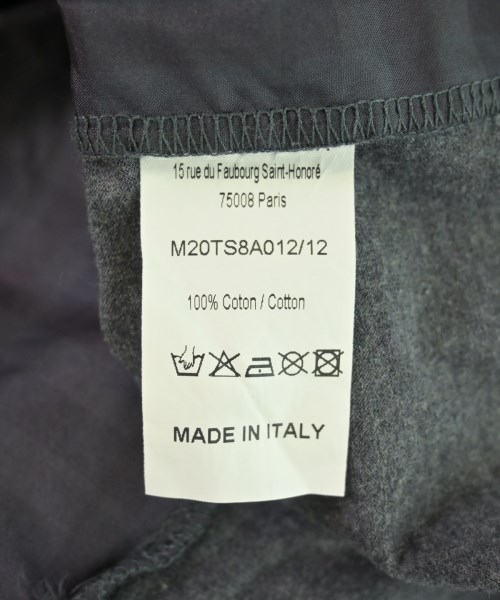 15 rue du Faubourg Saint-Honoré
75008 Paris
M20TS8A012/12
100% Coton / Cotton
MADE IN ITALY